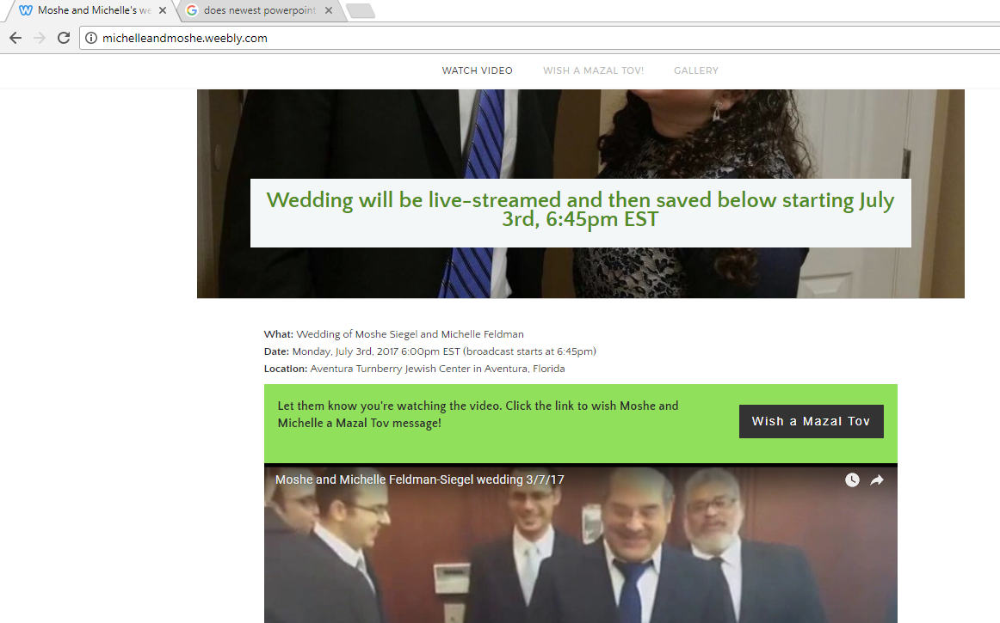 Moshe and Michelle's we
does newest powerpoint
michelleandmoshe.weebly.com
WATCH VIDEO WISH A MAZAL TOV! GALLERY
Wedding will be live-streamed and then saved below starting July
3rd, 6:45pm EST
What: Wedding of Moshe Siegel and Michelle Feldman
Date: Monday, July 3rd, 2017 6:00pm EST (broadcast starts at 6:45pm)
Location: Aventura Turnberry Jewish Center in Aventura, Florida
Let them know you're watching the video. Click the link to wish Moshe and
Michelle a Mazal Tov message!
Wish a Mazal Tov
Moshe and Michelle Feldman-Siegel wedding 3/7/17